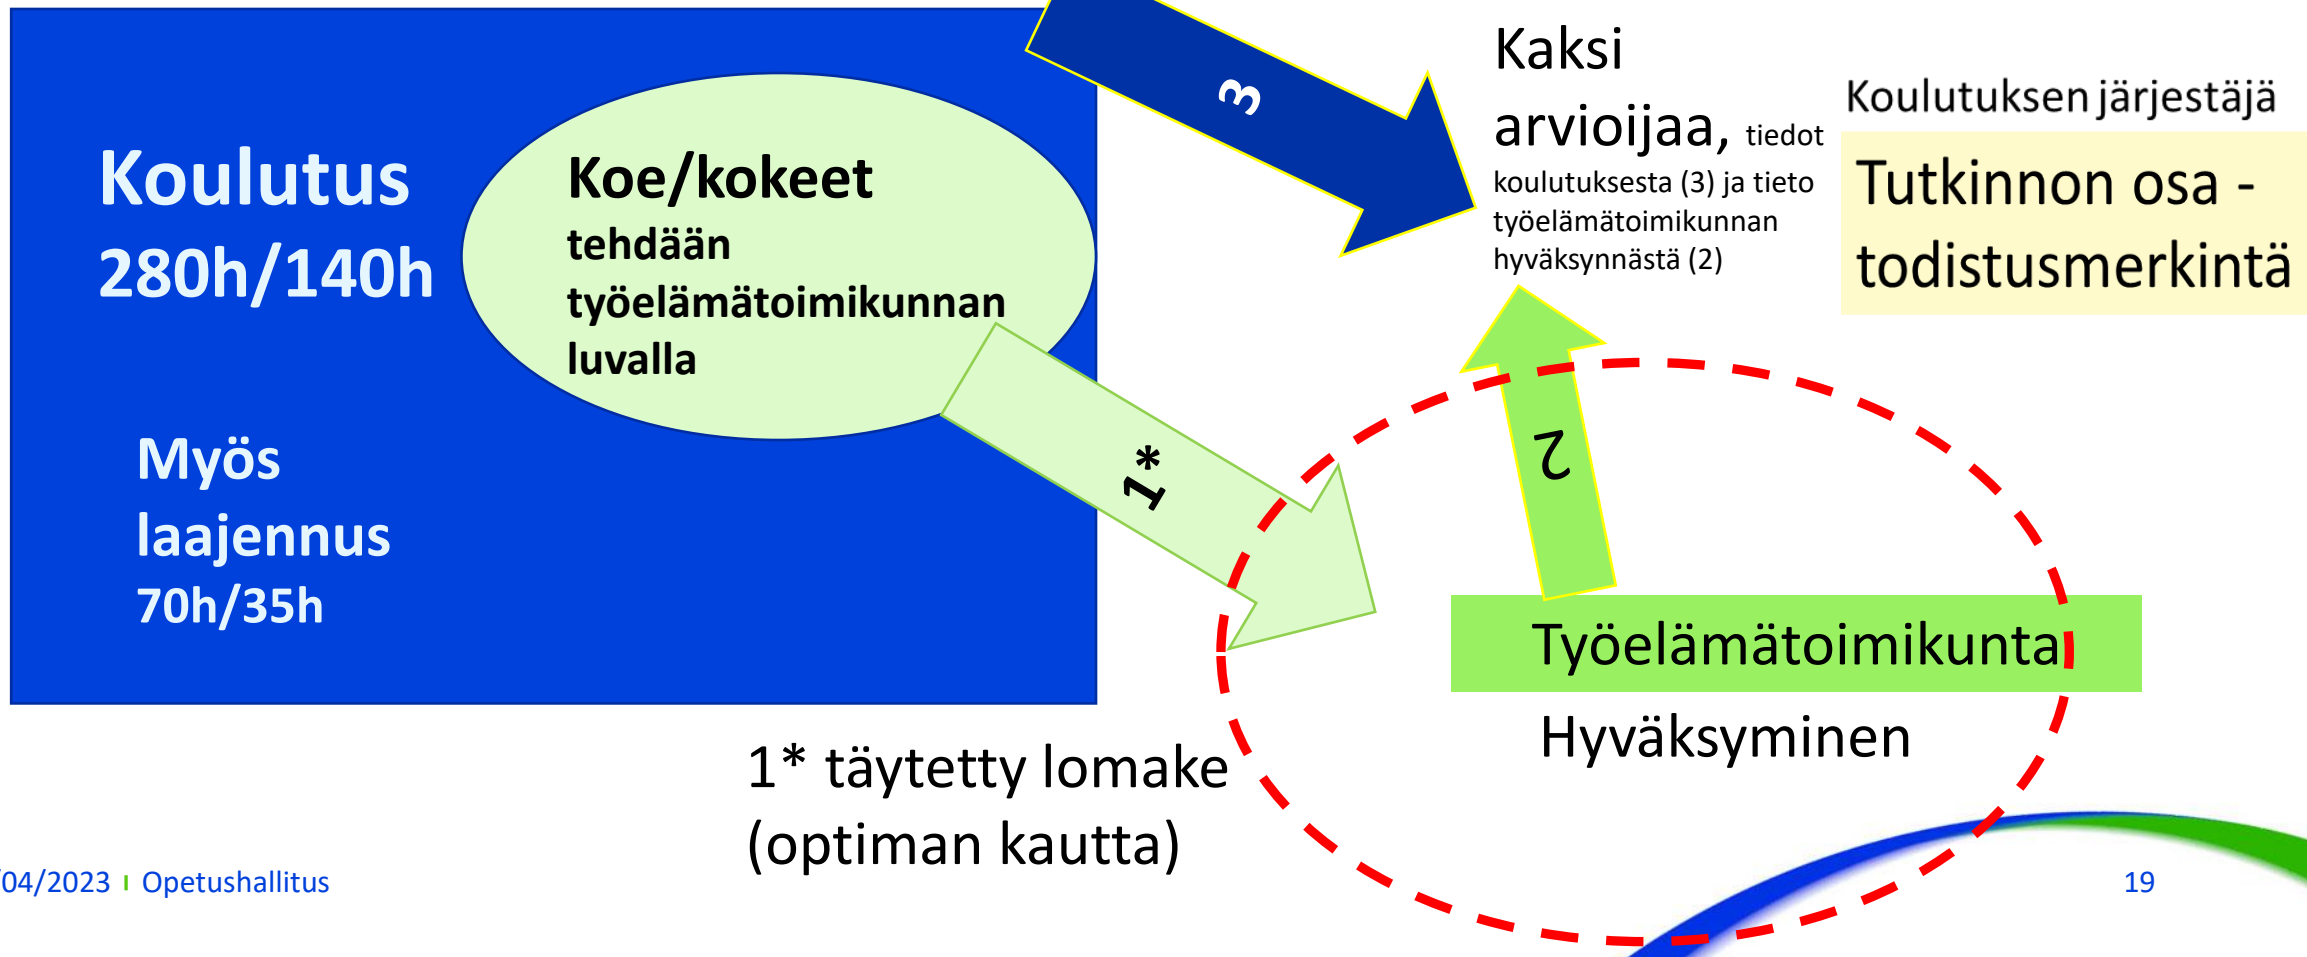 Koulutus
280h/140h
Myös
laajennus
70h/35h
Koe/kokeet
tehdään
työelämätoimikunnan
luvalla
3
1*
2
Kaksi
arvioijaa, tiedot
koulutuksesta (3) ja tieto
työelämätoimikunnan
hyväksynnästä (2)
Koulutuksen järjestäjä
Tutkinnon osa -
todistusmerkintä
Työelämätoimikunta
Hyväksyminen
1* täytetty lomake
(optiman kautta)
/04/2023 Opetushallitus
19